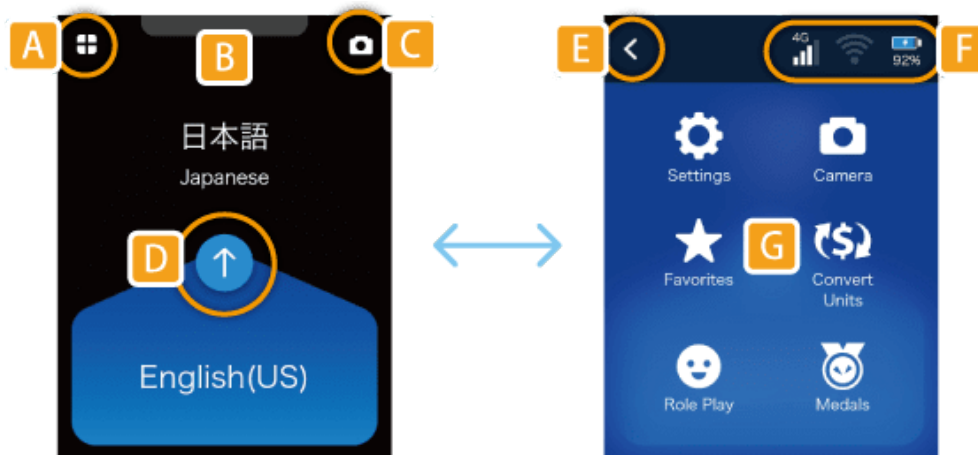 A
B
C
日本語
Japanese
D
English(US)
E
4G
92%
F
Settings
Camera
Favorites
G
Convert
Units
Role Play
Medals